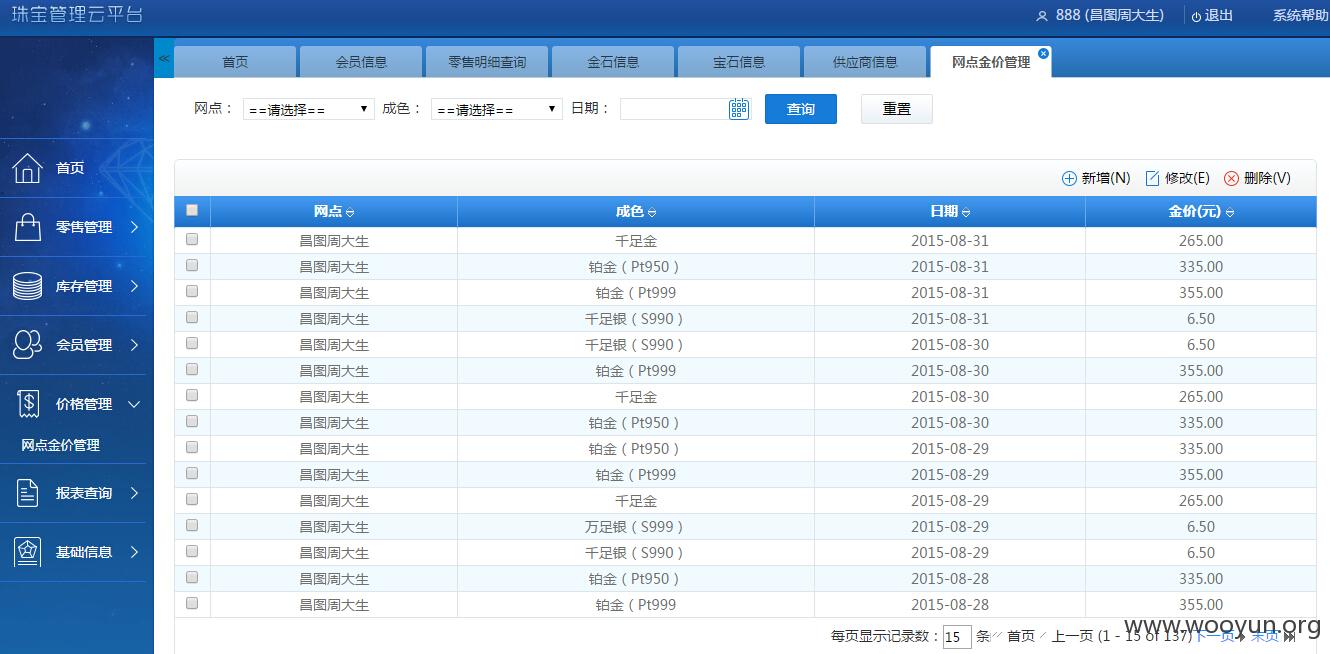 珠宝管理云平台
888 (昌图周大生) 退出 系统帮助
首页 会员信息 零售明细查询 金石信息 宝石信息 供应商信息 网点金价管理
网点： ==请选择== 成色： ==请选择== 日期： 查询 重置
首页
零售管理
库存管理
会员管理
价格管理
网点金价管理
报表查询
基础信息
新增(N) 修改(E) 删除(V)
网点 成色 日期 金价(元)
昌图周大生 千足金 2015-08-31 265.00
昌图周大生 铂金（Pt950） 2015-08-31 335.00
昌图周大生 铂金（Pt999 2015-08-31 355.00
昌图周大生 千足银（S990） 2015-08-31 6.50
昌图周大生 千足银（S990） 2015-08-30 6.50
昌图周大生 铂金（Pt999 2015-08-30 355.00
昌图周大生 千足金 2015-08-30 265.00
昌图周大生 铂金（Pt950） 2015-08-30 335.00
昌图周大生 铂金（Pt950） 2015-08-29 335.00
昌图周大生 铂金（Pt999 2015-08-29 355.00
昌图周大生 千足金 2015-08-29 265.00
昌图周大生 万足银（S999） 2015-08-29 6.50
昌图周大生 千足银（S990） 2015-08-29 6.50
昌图周大生 铂金（Pt950） 2015-08-28 335.00
昌图周大生 铂金（Pt999 2015-08-28 355.00
每页显示记录数： 15 条 首页 上一页 (1 - 15 of 137) 下一页 末页
www.wooyun.org